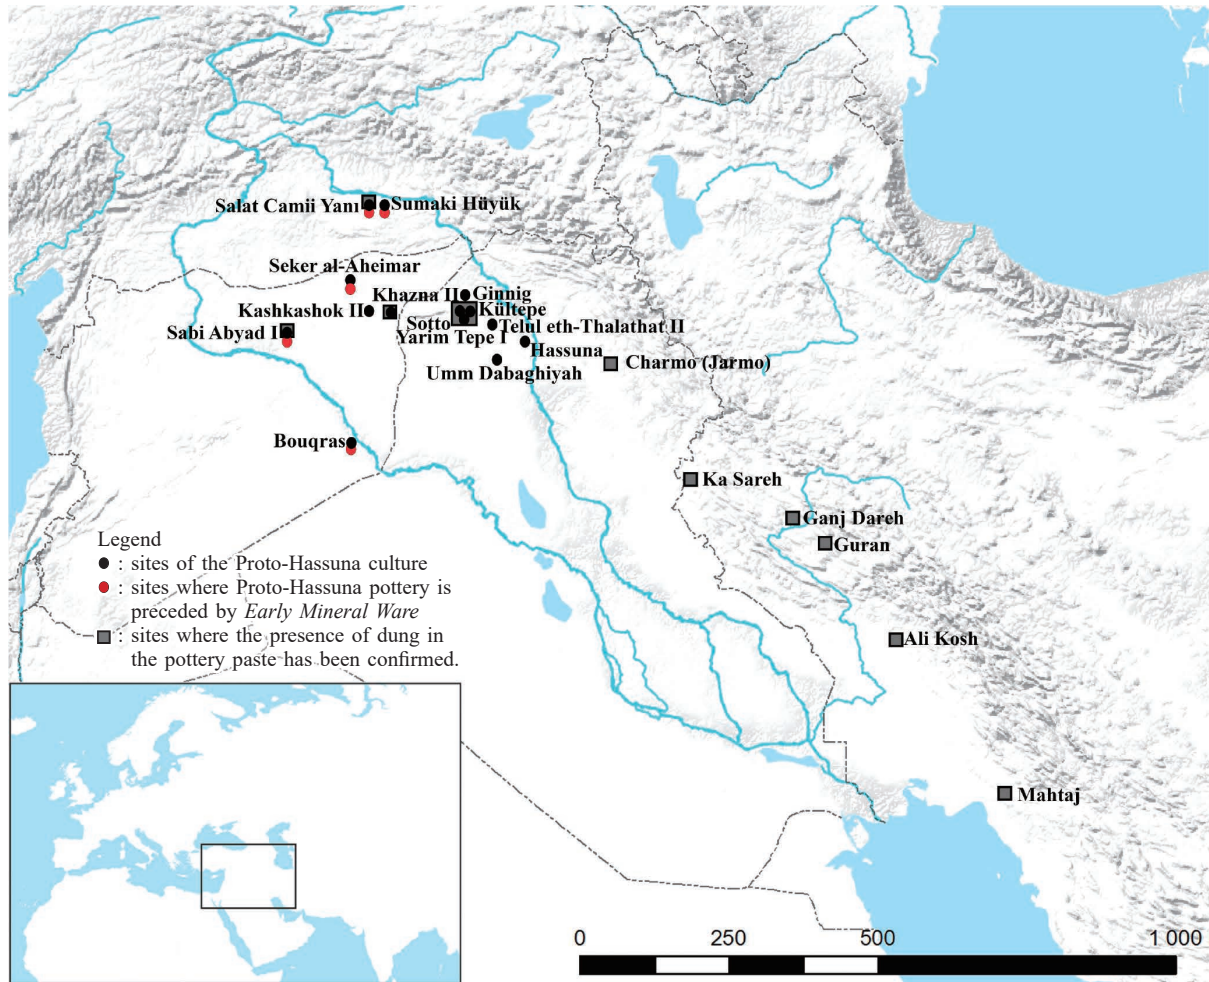 Salat Camii Yanı
Sumaki Hüyük
Seker al-Aheimar
Khazna II
Ginnig
Kashkashok II
Kültepe
Sotto
Telul eth-Thalathat II
Sabi Abyad I
Yarim Tepe I
Hassuna
Umm Dabaghiyah
Charmo (Jarmo)
Bouqras
Ka Sareh
Ganj Dareh
Guran
Ali Kosh
Mahtaj
Legend
: sites of the Proto-Hassuna culture
: sites where Proto-Hassuna pottery is
preceded by Early Mineral Ware
: sites where the presence of dung in
the pottery paste has been confirmed.
0 250 500 1 000